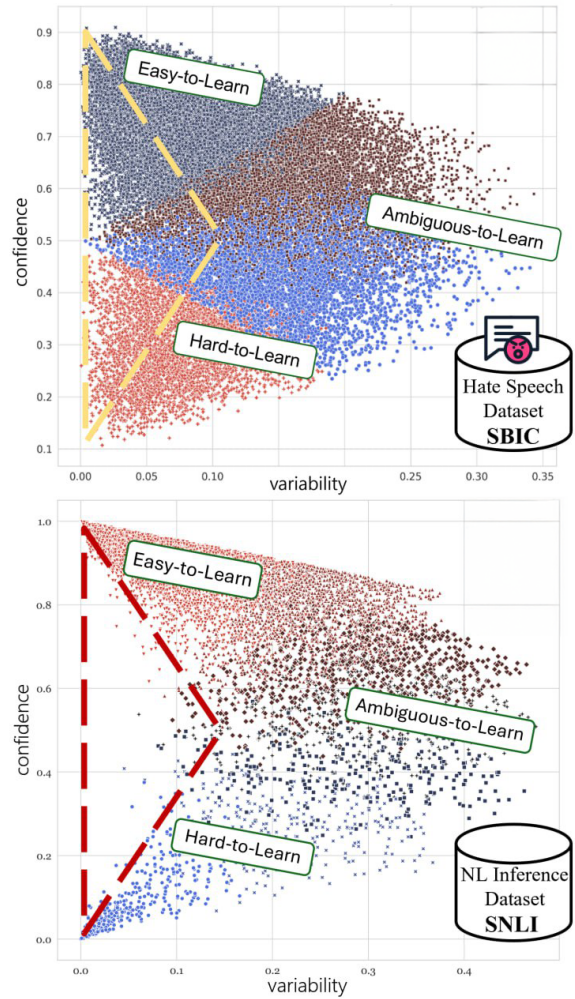 0.9
Easy-to-Learn
0.8
0.7
0.6
Ambiguous-to-Learn
0.5
confidence
0.4
Hard-to-Learn
0.3
Hate Speech
Dataset
SBIC
0.2
0.1
0.00 0.05 0.10 0.20 0.30 0.35
variability
1.0
Easy-to-Learn
0.8
0.6
Ambiguous-to-Learn
confidence
0.4
Hard-to-Learn
0.2
NL Inference
Dataset
SNLI
0.0
0.0 0.1 0.2 0.3 0.4
variability